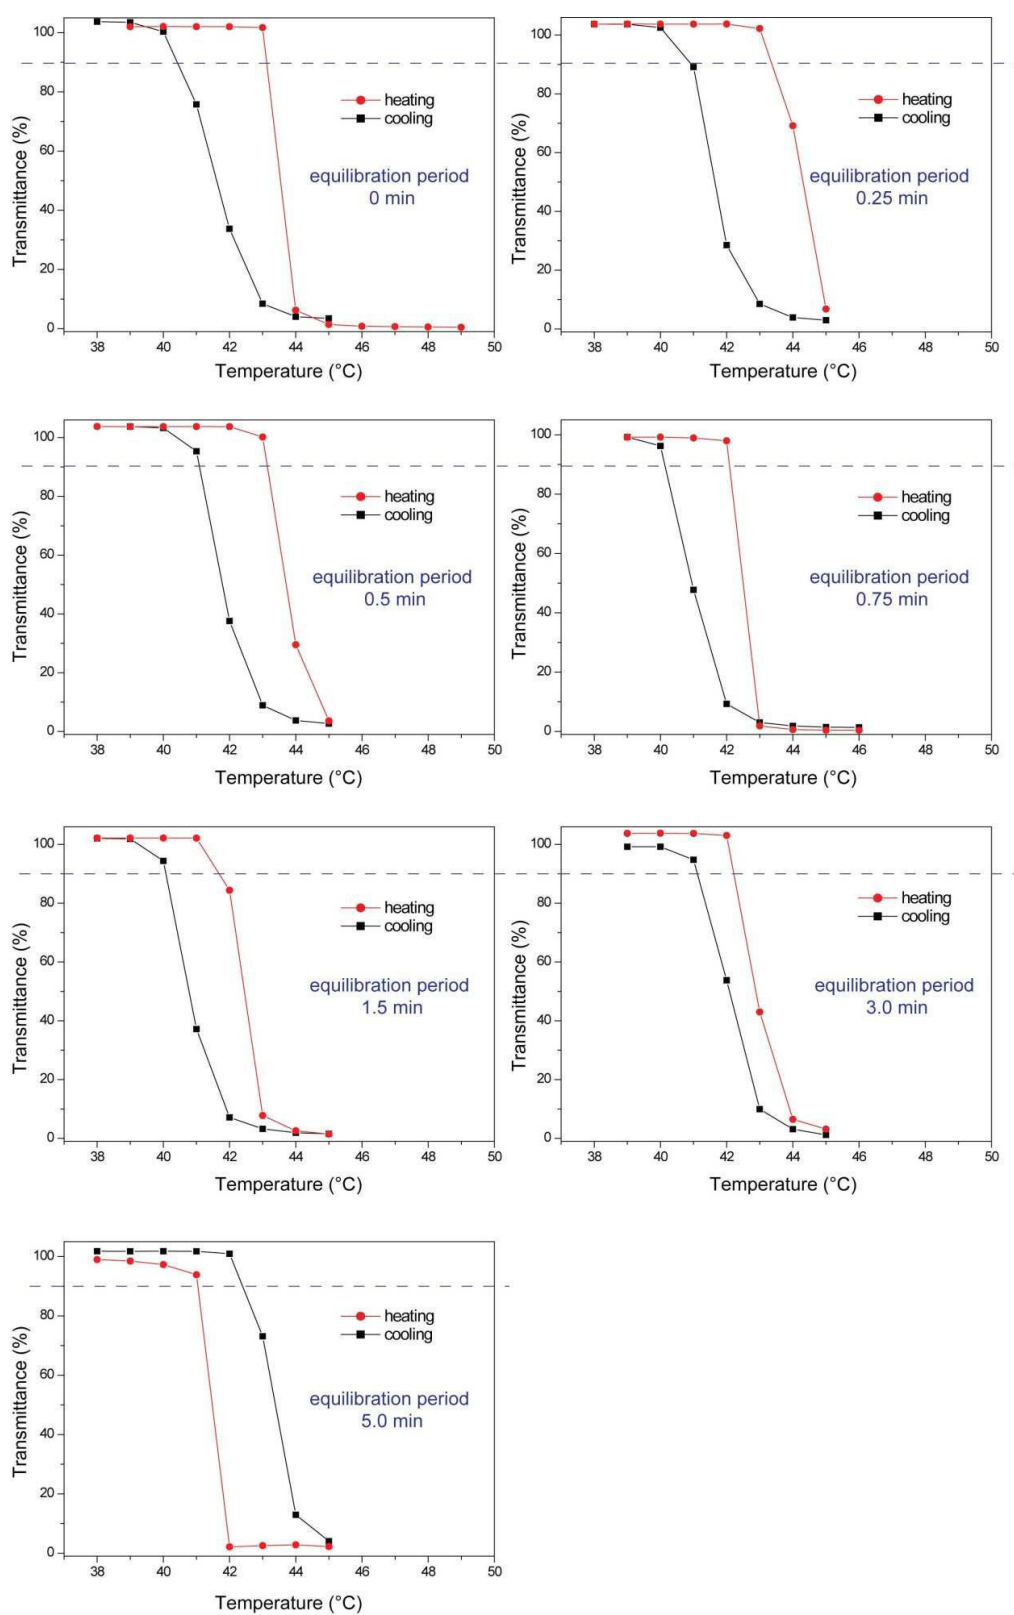 100
80
60
40
20
0
Transmittance (%)
heating
cooling
equilibration period
0 min
38 40 42 44 46 48 50
Temperature (°C)
100
80
60
40
20
0
Transmittance (%)
heating
cooling
equilibration period
0.25 min
38 40 42 44 46 48 50
Temperature (°C)
100
80
60
40
20
0
Transmittance (%)
heating
cooling
equilibration period
0.5 min
38 40 42 44 46 48 50
Temperature (°C)
100
80
60
40
20
0
Transmittance (%)
heating
cooling
equilibration period
0.75 min
38 40 42 44 46 48 50
Temperature (°C)
100
80
60
40
20
0
Transmittance (%)
heating
cooling
equilibration period
1.5 min
38 40 42 44 46 48 50
Temperature (°C)
100
80
60
40
20
0
Transmittance (%)
heating
cooling
equilibration period
3.0 min
38 40 42 44 46 48 50
Temperature (°C)
100
80
60
40
20
0
Transmittance (%)
heating
cooling
equilibration period
5.0 min
38 40 42 44 46 48 50
Temperature (°C)